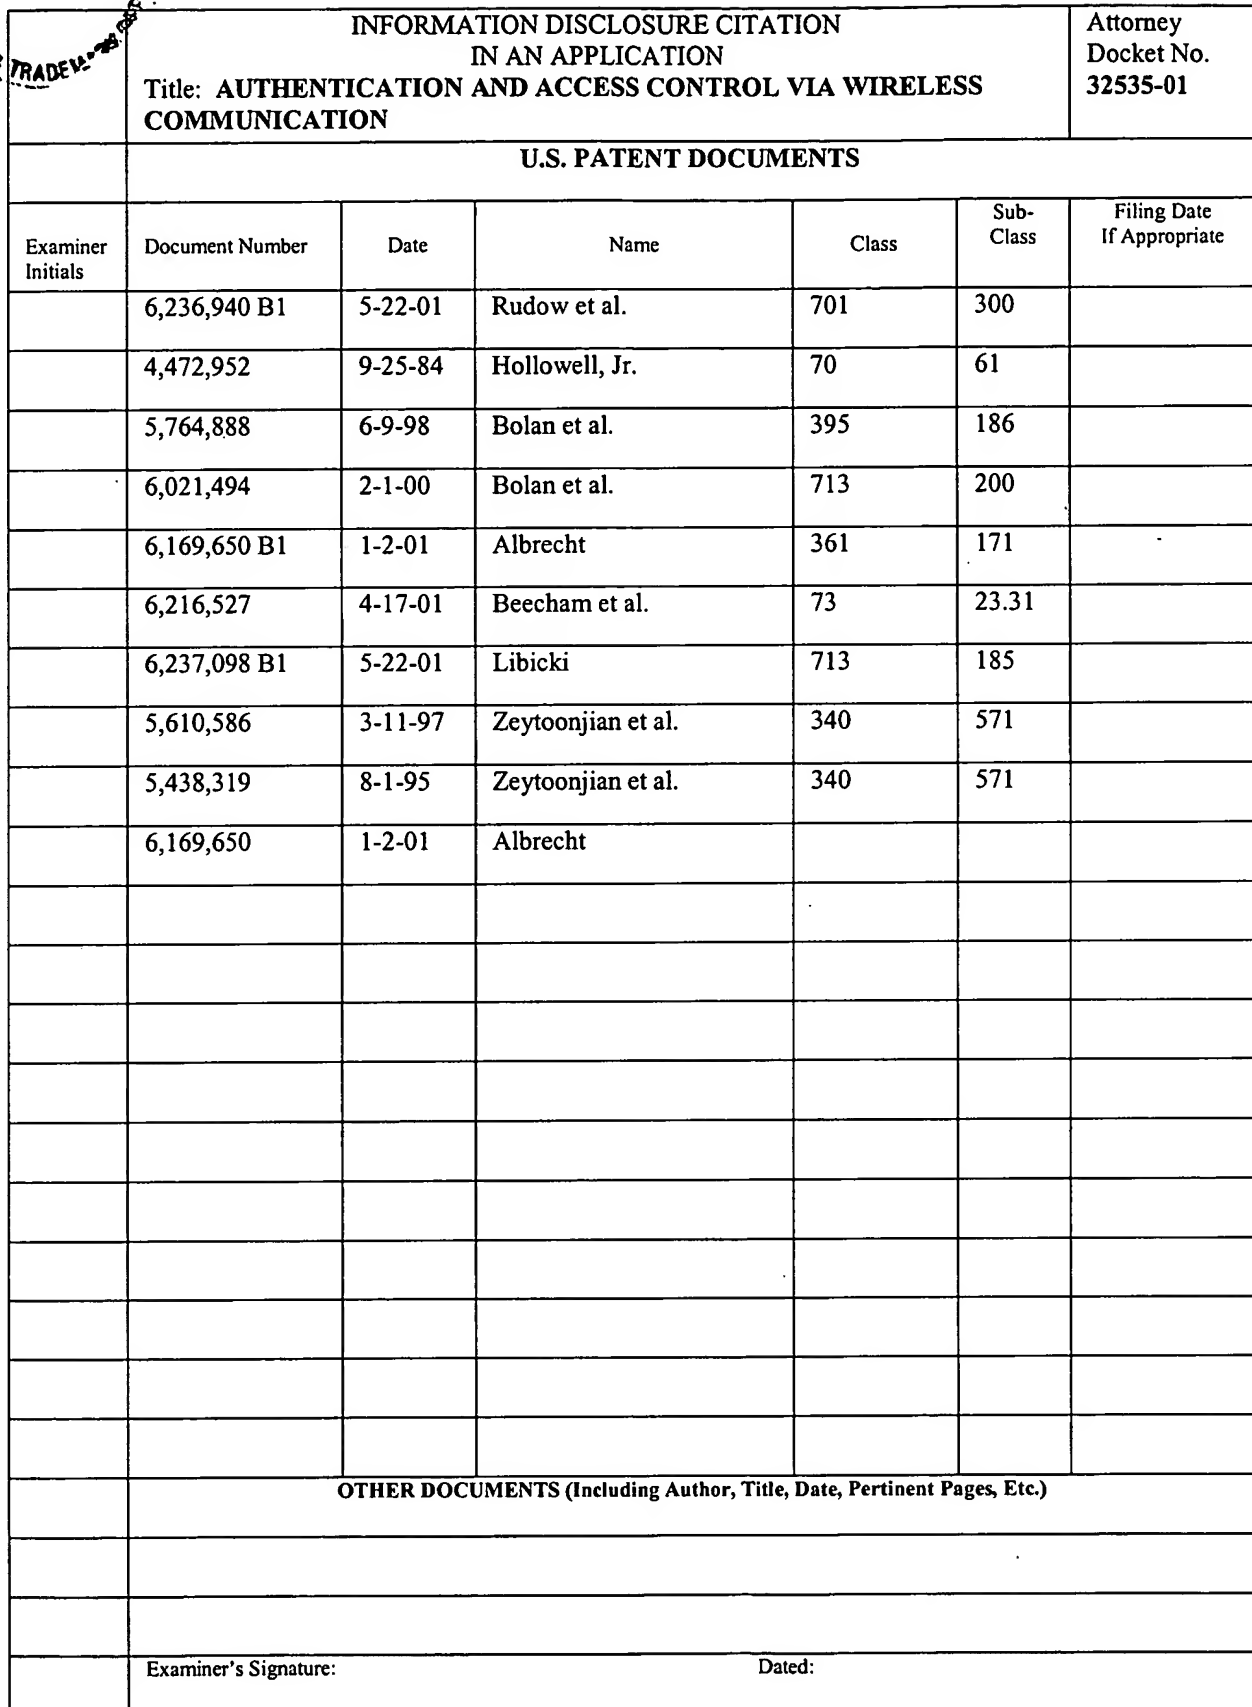 TRADEMA
INFORMATION DISCLOSURE CITATION
IN AN APPLICATION
Title: AUTHENTICATION AND ACCESS CONTROL VIA WIRELESS
COMMUNICATION
Attorney
Docket No.
32535-01
U.S. PATENT DOCUMENTS
Examiner
Initials
Document Number
Date
Name
Class
Sub-
Class
Filing Date
If Appropriate
6,236,940 B1 5-22-01 Rudow et al. 701 300
4,472,952 9-25-84 Hollowell, Jr. 70 61
5,764,888 6-9-98 Bolan et al. 395 186
6,021,494 2-1-00 Bolan et al. 713 200
6,169,650 B1 1-2-01 Albrecht 361 171
6,216,527 4-17-01 Beecham et al. 73 23.31
6,237,098 B1 5-22-01 Libicki 713 185
5,610,586 3-11-97 Zeytoonjian et al. 340 571
5,438,319 8-1-95 Zeytoonjian et al. 340 571
6,169,650 1-2-01 Albrecht
OTHER DOCUMENTS (Including Author, Title, Date, Pertinent Pages, Etc.)
Examiner's Signature: Dated: